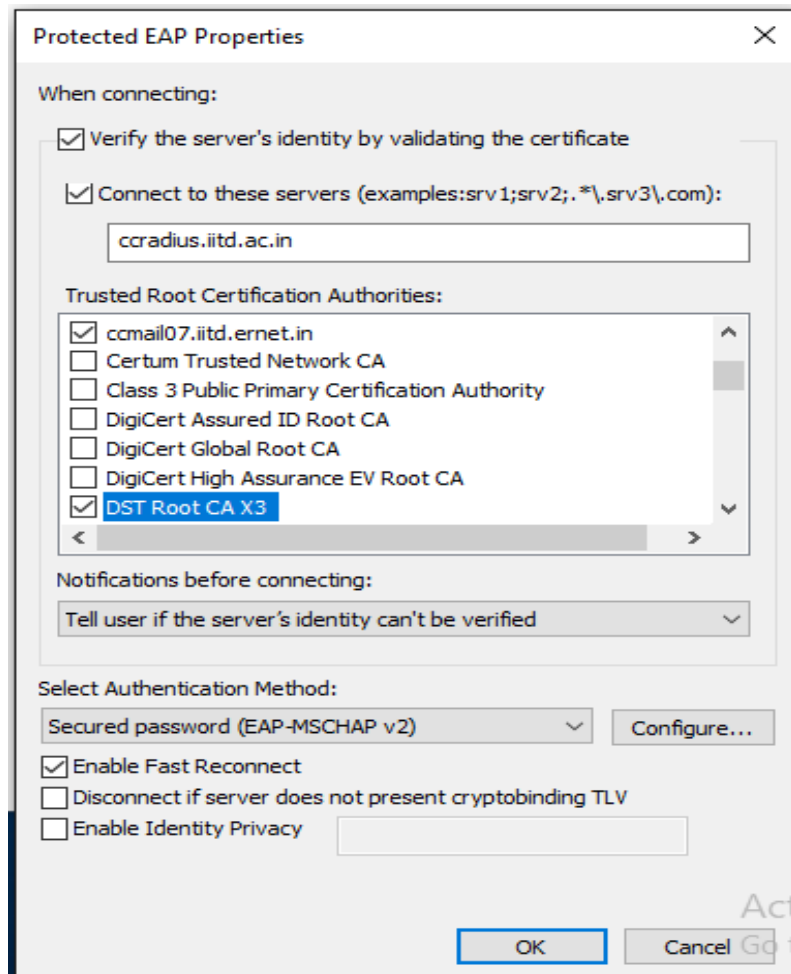 Protected EAP Properties
When connecting:
Verify the server's identity by validating the certificate
Connect to these servers (examples:srv1;srv2;.*\.srv3\.com):
ccradius.iitd.ac.in
Trusted Root Certification Authorities:
ccmail07.iitd.ernet.in
Certum Trusted Network CA
Class 3 Public Primary Certification Authority
DigiCert Assured ID Root CA
DigiCert Global Root CA
DigiCert High Assurance EV Root CA
DST Root CA X3
Notifications before connecting:
Tell user if the server’s identity can't be verified
Select Authentication Method:
Secured password (EAP-MSCHAP v2)
Configure...
Enable Fast Reconnect
Disconnect if server does not present cryptobinding TLV
Enable Identity Privacy
Act
OK Cancel Go